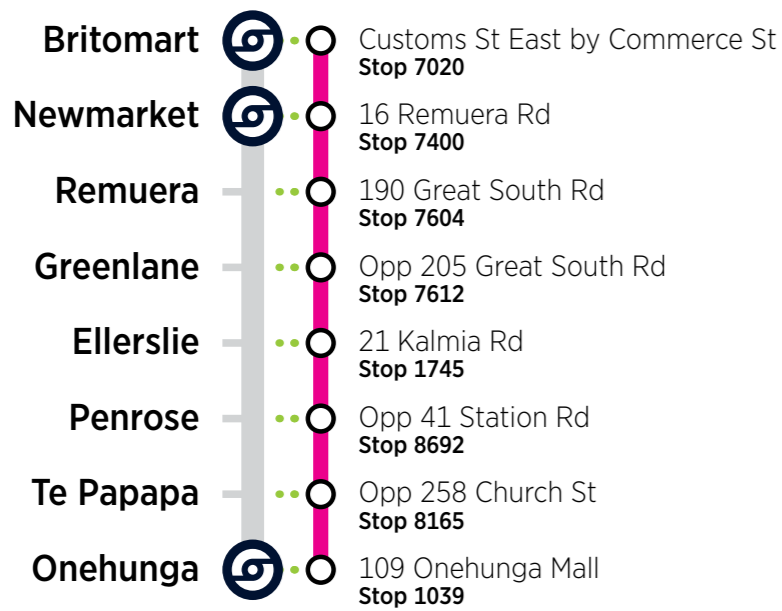 Britomart
Customs St East by Commerce St
Stop 7020
Newmarket
16 Remuera Rd
Stop 7400
Remuera
190 Great South Rd
Stop 7604
Greenlane
Opp 205 Great South Rd
Stop 7612
Ellerslie
21 Kalmia Rd
Stop 1745
Penrose
Opp 41 Station Rd
Stop 8692
Te Papapa
Opp 258 Church St
Stop 8165
Onehunga
109 Onehunga Mall
Stop 1039